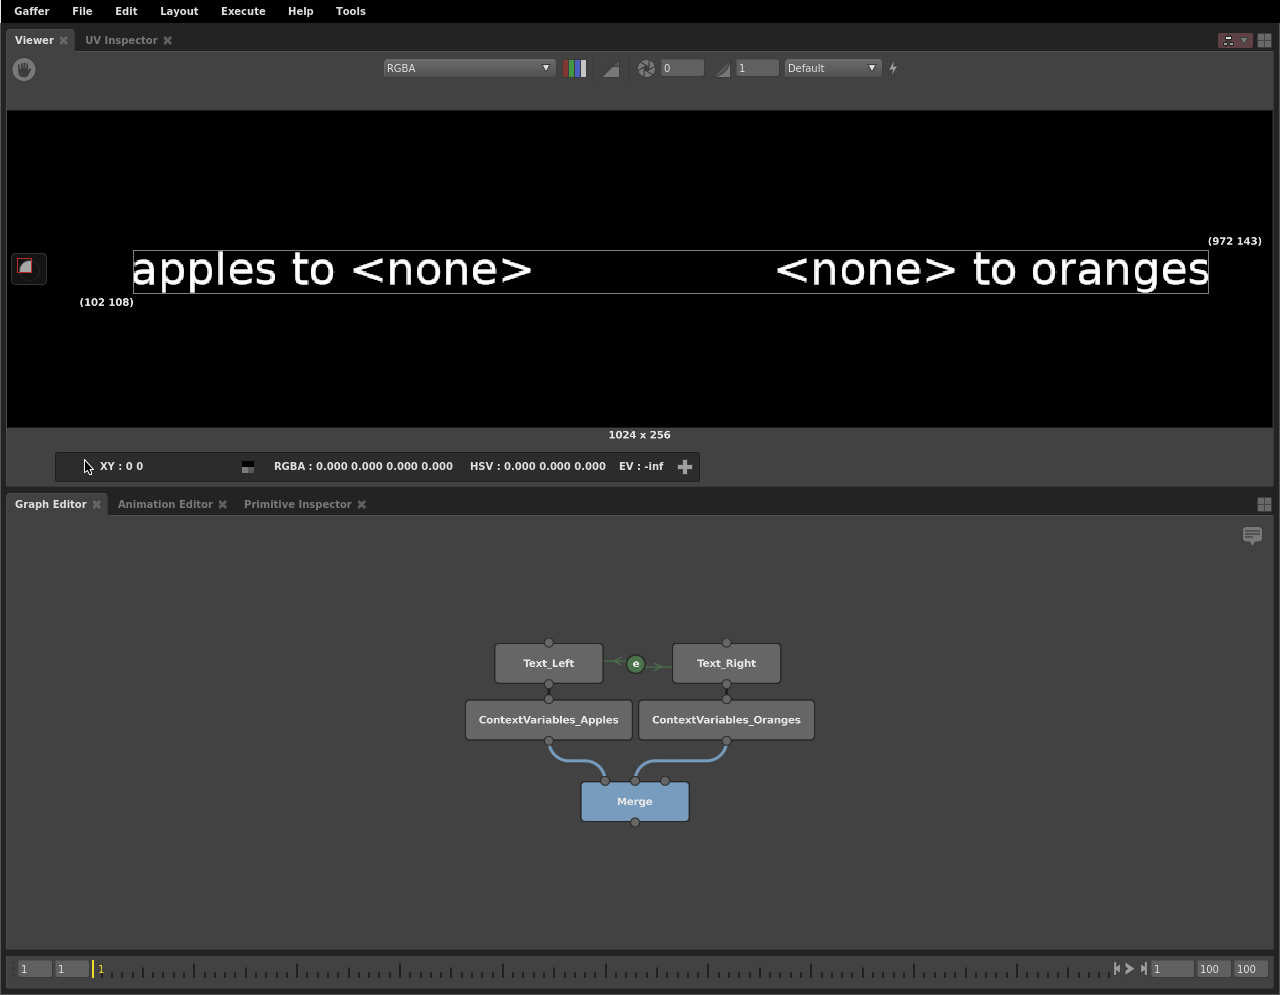 Gaffer File Edit Layout Execute Help Tools
Viewer UV Inspector
RGBA 0 1 Default
(972 143)
apples to <none> <none> to oranges
(102 108)
1024 x 256
XY : 0 0 RGBA : 0.000 0.000 0.000 0.000 HSV : 0.000 0.000 0.000 EV : -inf
Graph Editor Animation Editor Primitive Inspector
Text_Left e Text_Right
ContextVariables_Apples ContextVariables_Oranges
Merge
1 1 1 1 100 100